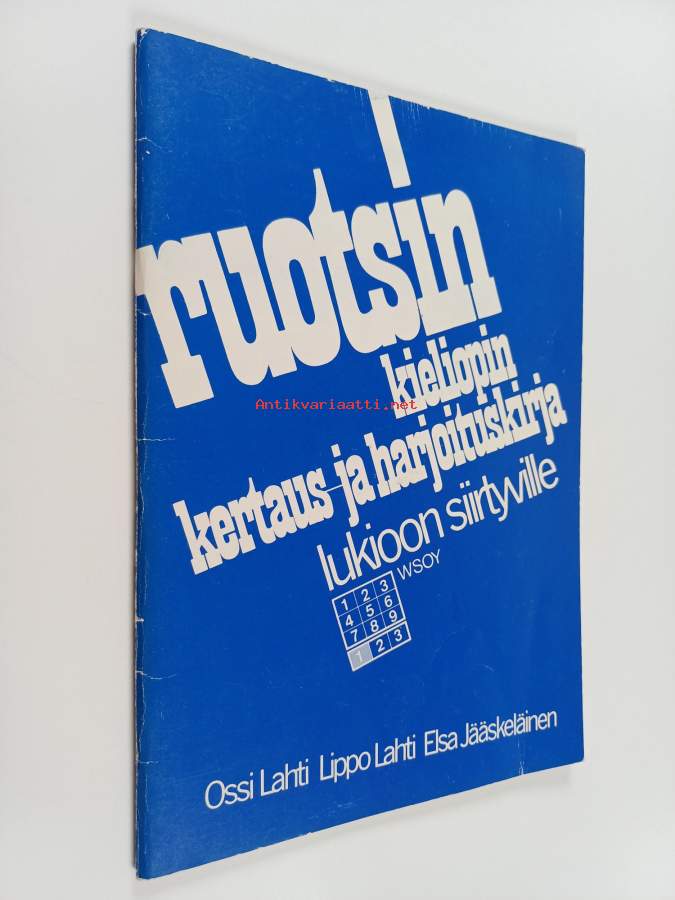 ruotsin
kieliopin
Antikvariaatti.net
kertaus- ja harjoituskirja
lukioon siirtyville
WSOY
1 2 3
4 5 6
7 8 9
1 2 3
Ossi Lahti Lippo Lahti Elsa Jääskeläinen